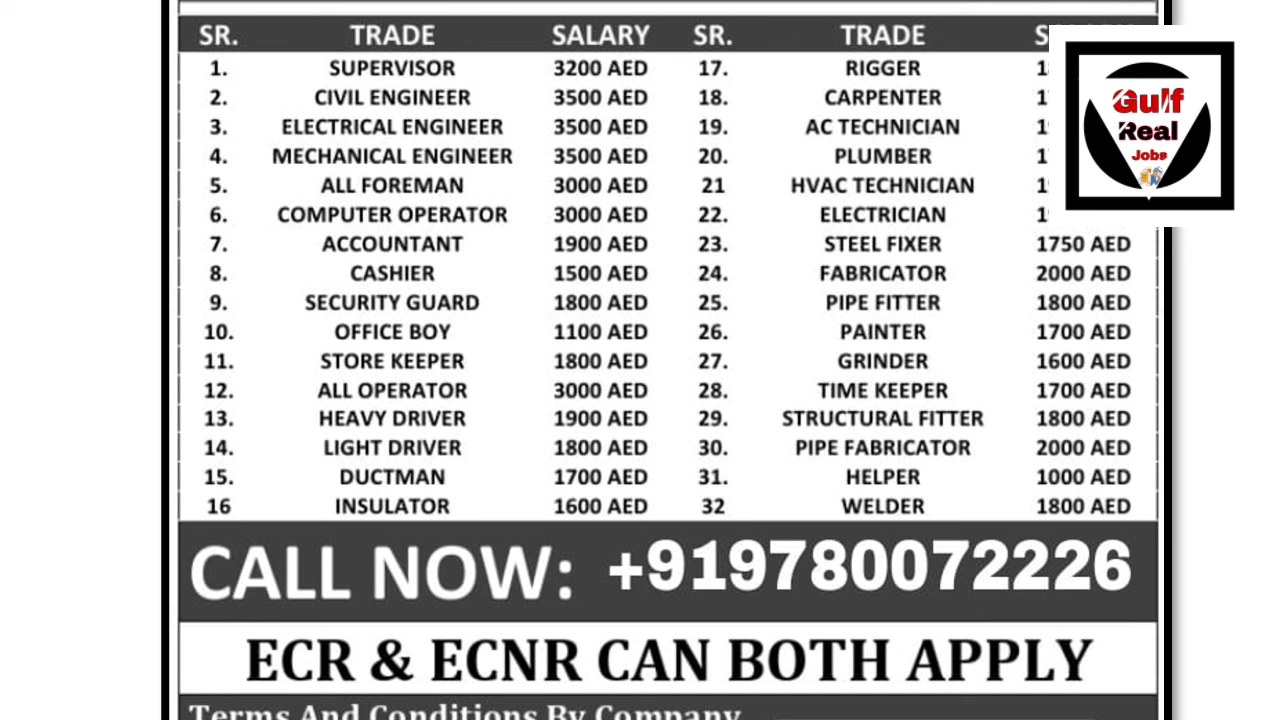 SR. TRADE SALARY SR. TRADE
1. SUPERVISOR 3200 AED 17. RIGGER
2. CIVIL ENGINEER 3500 AED 18. CARPENTER
3. ELECTRICAL ENGINEER 3500 AED 19. AC TECHNICIAN
4. MECHANICAL ENGINEER 3500 AED 20. PLUMBER
5. ALL FOREMAN 3000 AED 21 HVAC TECHNICIAN
6. COMPUTER OPERATOR 3000 AED 22. ELECTRICIAN
7. ACCOUNTANT 1900 AED 23. STEEL FIXER 1750 AED
8. CASHIER 1500 AED 24. FABRICATOR 2000 AED
9. SECURITY GUARD 1800 AED 25. PIPE FITTER 1800 AED
10. OFFICE BOY 1100 AED 26. PAINTER 1700 AED
11. STORE KEEPER 1800 AED 27. GRINDER 1600 AED
12. ALL OPERATOR 3000 AED 28. TIME KEEPER 1700 AED
13. HEAVY DRIVER 1900 AED 29. STRUCTURAL FITTER 1800 AED
14. LIGHT DRIVER 1800 AED 30. PIPE FABRICATOR 2000 AED
15. DUCTMAN 1700 AED 31. HELPER 1000 AED
16 INSULATOR 1600 AED 32 WELDER 1800 AED
Gulf
Real
Jobs
CALL NOW: +919780072226
ECR & ECNR CAN BOTH APPLY
Terms And Conditions By Company